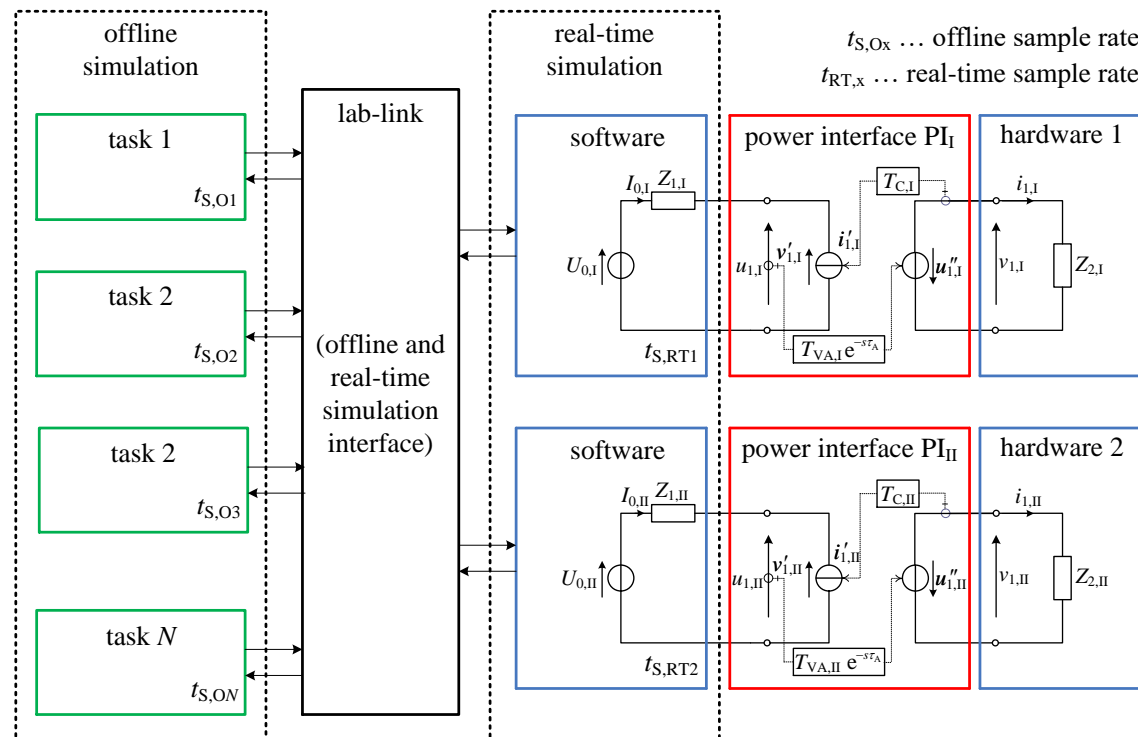 offline
simulation
task 1
t_S,O1
task 2
t_S,O2
task 2
t_S,O3
task N
t_S,ON
lab-link
(offline and
real-time
simulation
interface)
real-time
simulation
t_S,Ox … offline sample rate
t_RT,x … real-time sample rate
software
I_0,I
Z_1,I
U_0,I
t_S,RT1
power interface PI_I
T_C,I
u_1,I
v′_1,I
i′_1,I
u″_1,I
T_VA,I e^−sτ_A
hardware 1
i_1,I
v_1,I
Z_2,I
software
I_0,II
Z_1,II
U_0,II
t_S,RT2
power interface PI_II
T_C,II
u_1,II
v′_1,II
i′_1,II
u″_1,II
T_VA,II e^−sτ_A
hardware 2
i_1,II
v_1,II
Z_2,II